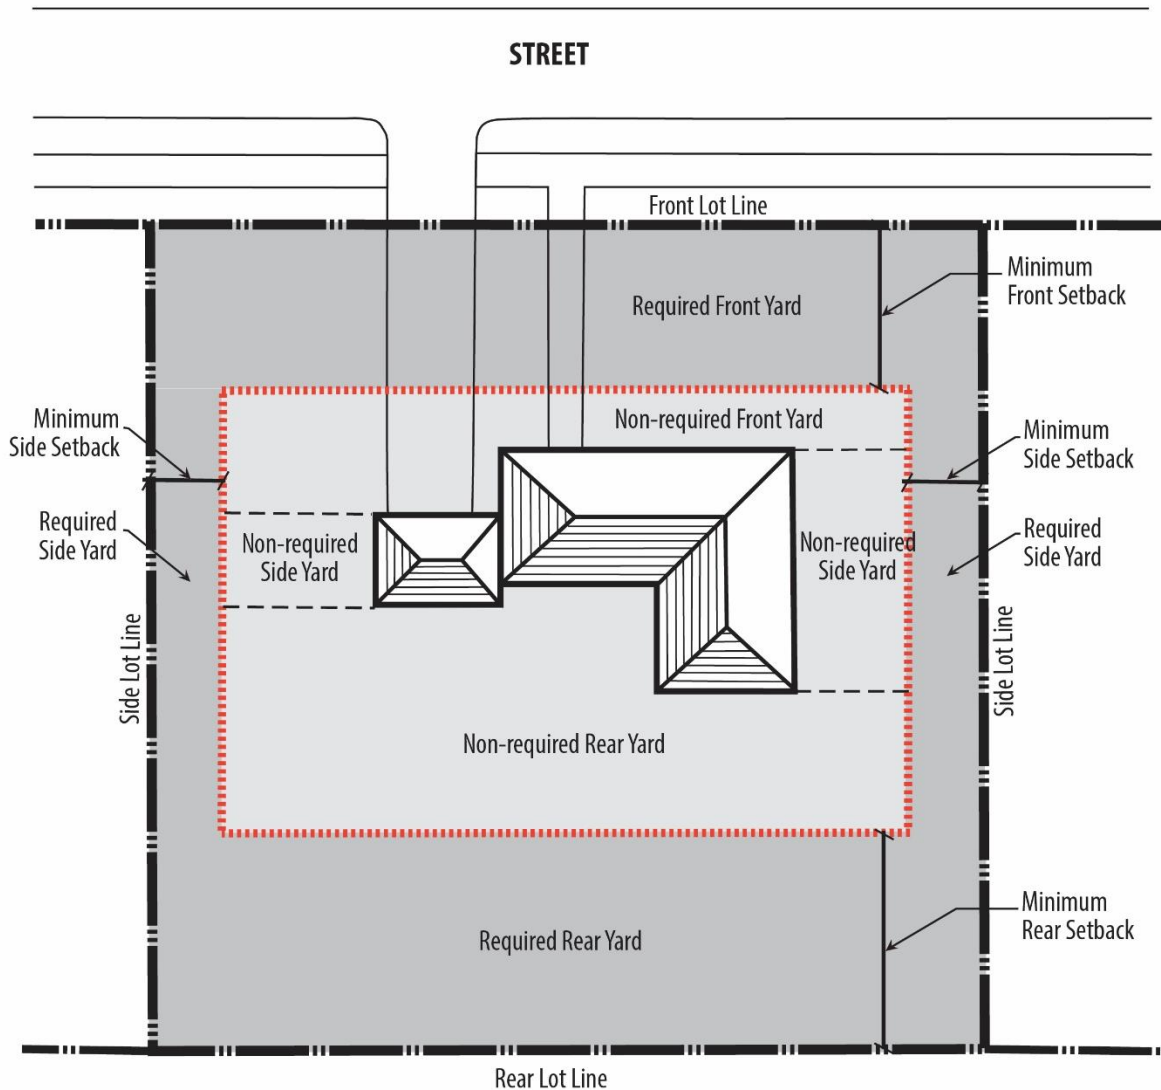 STREET
Front Lot Line
Required Front Yard
Minimum
Front Setback
Non-required Front Yard
Minimum
Side Setback
Minimum
Side Setback
Required
Side Yard
Non-required
Side Yard
Non-required
Side Yard
Required
Side Yard
Side Lot Line
Side Lot Line
Non-required Rear Yard
Required Rear Yard
Minimum
Rear Setback
Rear Lot Line